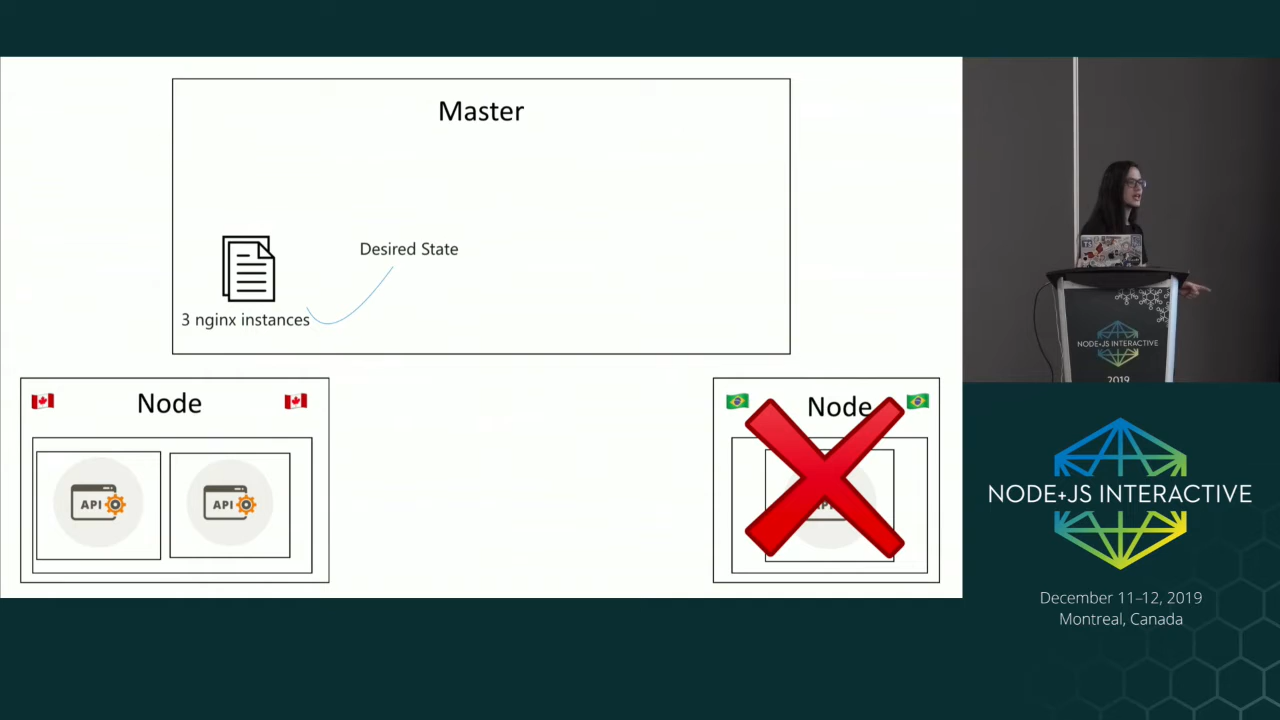 Master
Desired State
3 nginx instances
Node
API
API
Node
NODE+JS INTERACTIVE
2019
NODE+JS INTERACTIVE
December 11–12, 2019
Montreal, Canada